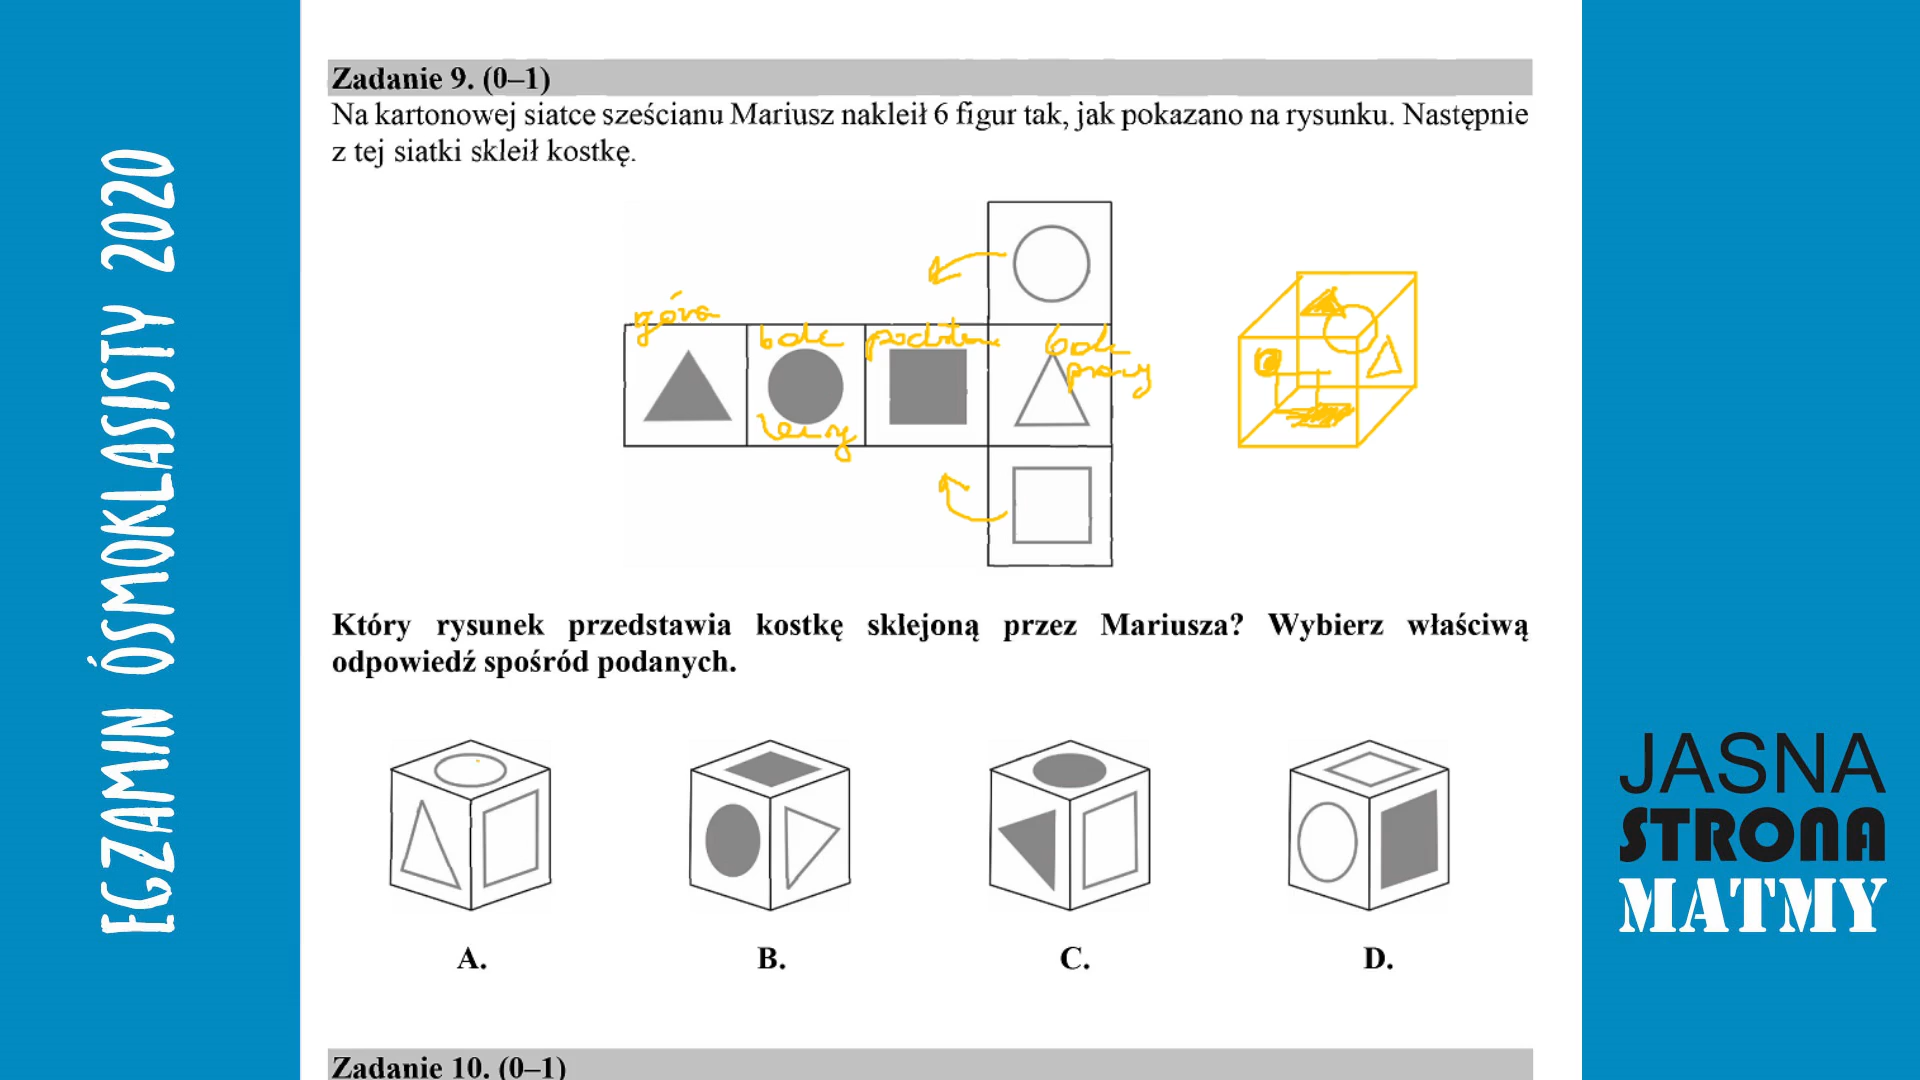 EGZAMIN ÓSMOKLASISTY 2020
Zadanie 9. (0–1)
Na kartonowej siatce sześcianu Mariusz nakleił 6 figur tak, jak pokazano na rysunku. Następnie
z tej siatki skleił kostkę.
góra
bok
lewy
podstawa
bok
prawy
Który rysunek przedstawia kostkę sklejoną przez Mariusza? Wybierz właściwą
odpowiedź spośród podanych.
A. B. C. D.
Zadanie 10. (0–1)
JASNA
STRONA
MATMY